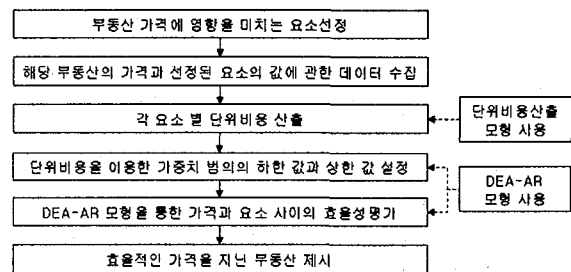 부동산 가격에 영향을 미치는 요소선정
해당 부동산의 가격과 선정된 요소의 값에 관한 데이터 수집
각 요소 별 단위비용 산출
단위비용산출
모형 사용
단위비용을 이용한 가중치 범의의 하한 값과 상한 값 설정
DEA-AR
모형 사용
DEA-AR 모형을 통한 가격과 요소 사이의 효율성평가
효율적인 가격을 지닌 부동산 제시